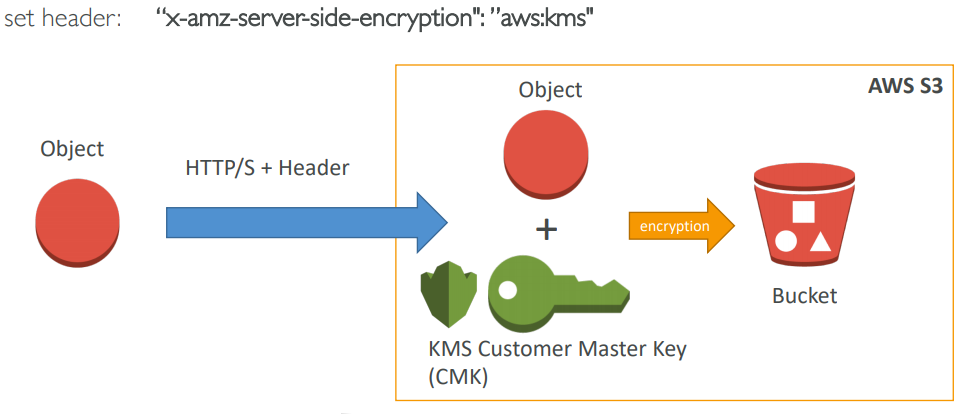 set header: “x-amz-server-side-encryption": ”aws:kms"
AWS S3
Object
Object
HTTP/S + Header
+
encryption
Bucket
KMS Customer Master Key
(CMK)